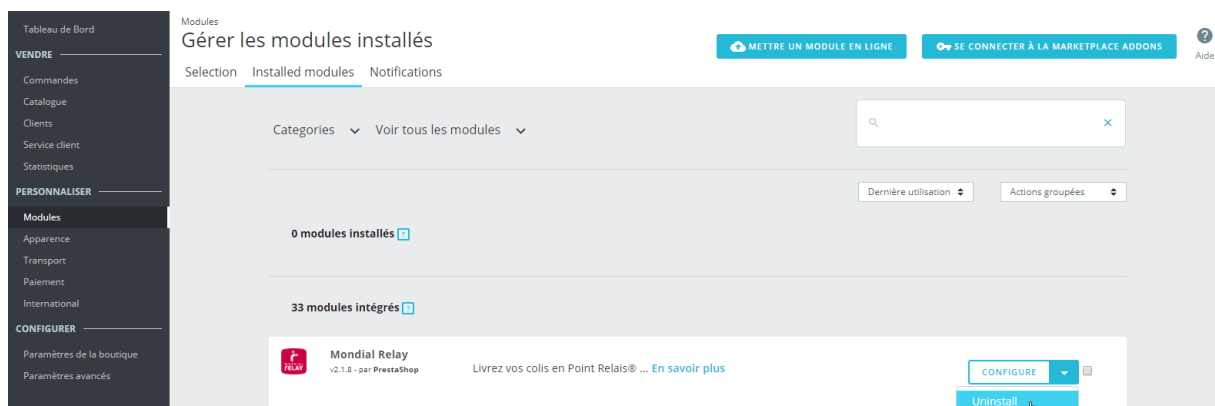 Tableau de Bord
VENDRE
Commandes
Catalogue
Clients
Service client
Statistiques
PERSONNALISER
Modules
Apparence
Transport
Paiement
International
CONFIGURER
Paramètres de la boutique
Paramètres avancés
Modules
Gérer les modules installés
METTRE UN MODULE EN LIGNE
SE CONNECTER À LA MARKETPLACE ADDONS
Aide
Selection Installed modules Notifications
Categories Voir tous les modules
Dernière utilisation Actions groupées
0 modules installés ?
33 modules intégrés ?
Mondial Relay
v2.1.8 - par PrestaShop
Livrez vos colis en Point Relais® ... En savoir plus
CONFIGURE
Uninstall